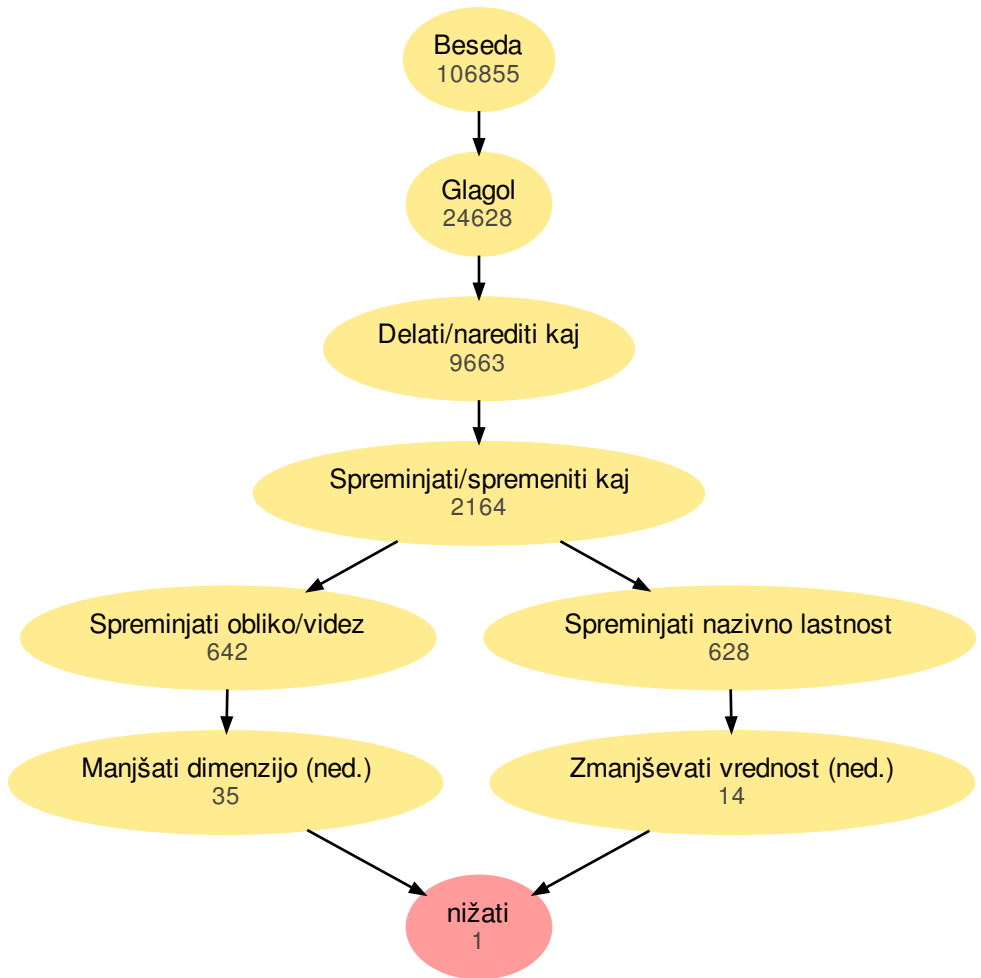 Beseda
106855
Glagol
24628
Delati/narediti kaj
9663
Spreminjati/spremeniti kaj
2164
Spreminjati obliko/videz
642
Spreminjati nazivno lastnost
628
Manjšati dimenzijo (ned.)
35
Zmanjševati vrednost (ned.)
14
nižati
1